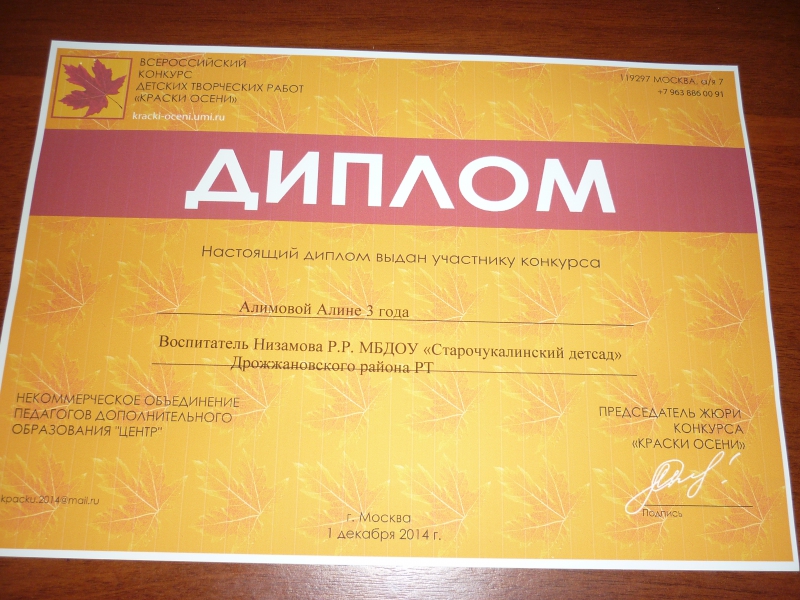 ВСЕРОССИЙСКИЙ
КОНКУРС
ДЕТСКИХ ТВОРЧЕСКИХ РАБОТ
«КРАСКИ ОСЕНИ»
kracki-oceni.umi.ru
119297 МОСКВА, а/я 7
+7 963 886 00 91
ДИПЛОМ
Настоящий диплом выдан участнику конкурса
Алимовой Алине 3 года
Воспитатель Низамова Р.Р. МБДОУ «Старочукалинский детсад»
Дрожжановского района РТ
НЕКОММЕРЧЕСКОЕ ОБЪЕДИНЕНИЕ
ПЕДАГОГОВ ДОПОЛНИТЕЛЬНОГО
ОБРАЗОВАНИЯ "ЦЕНТР"
ПРЕДСЕДАТЕЛЬ ЖЮРИ
КОНКУРСА
«КРАСКИ ОСЕНИ»
Подпись
kpacku.2014@mail.ru
г. Москва
1 декабря 2014 г.